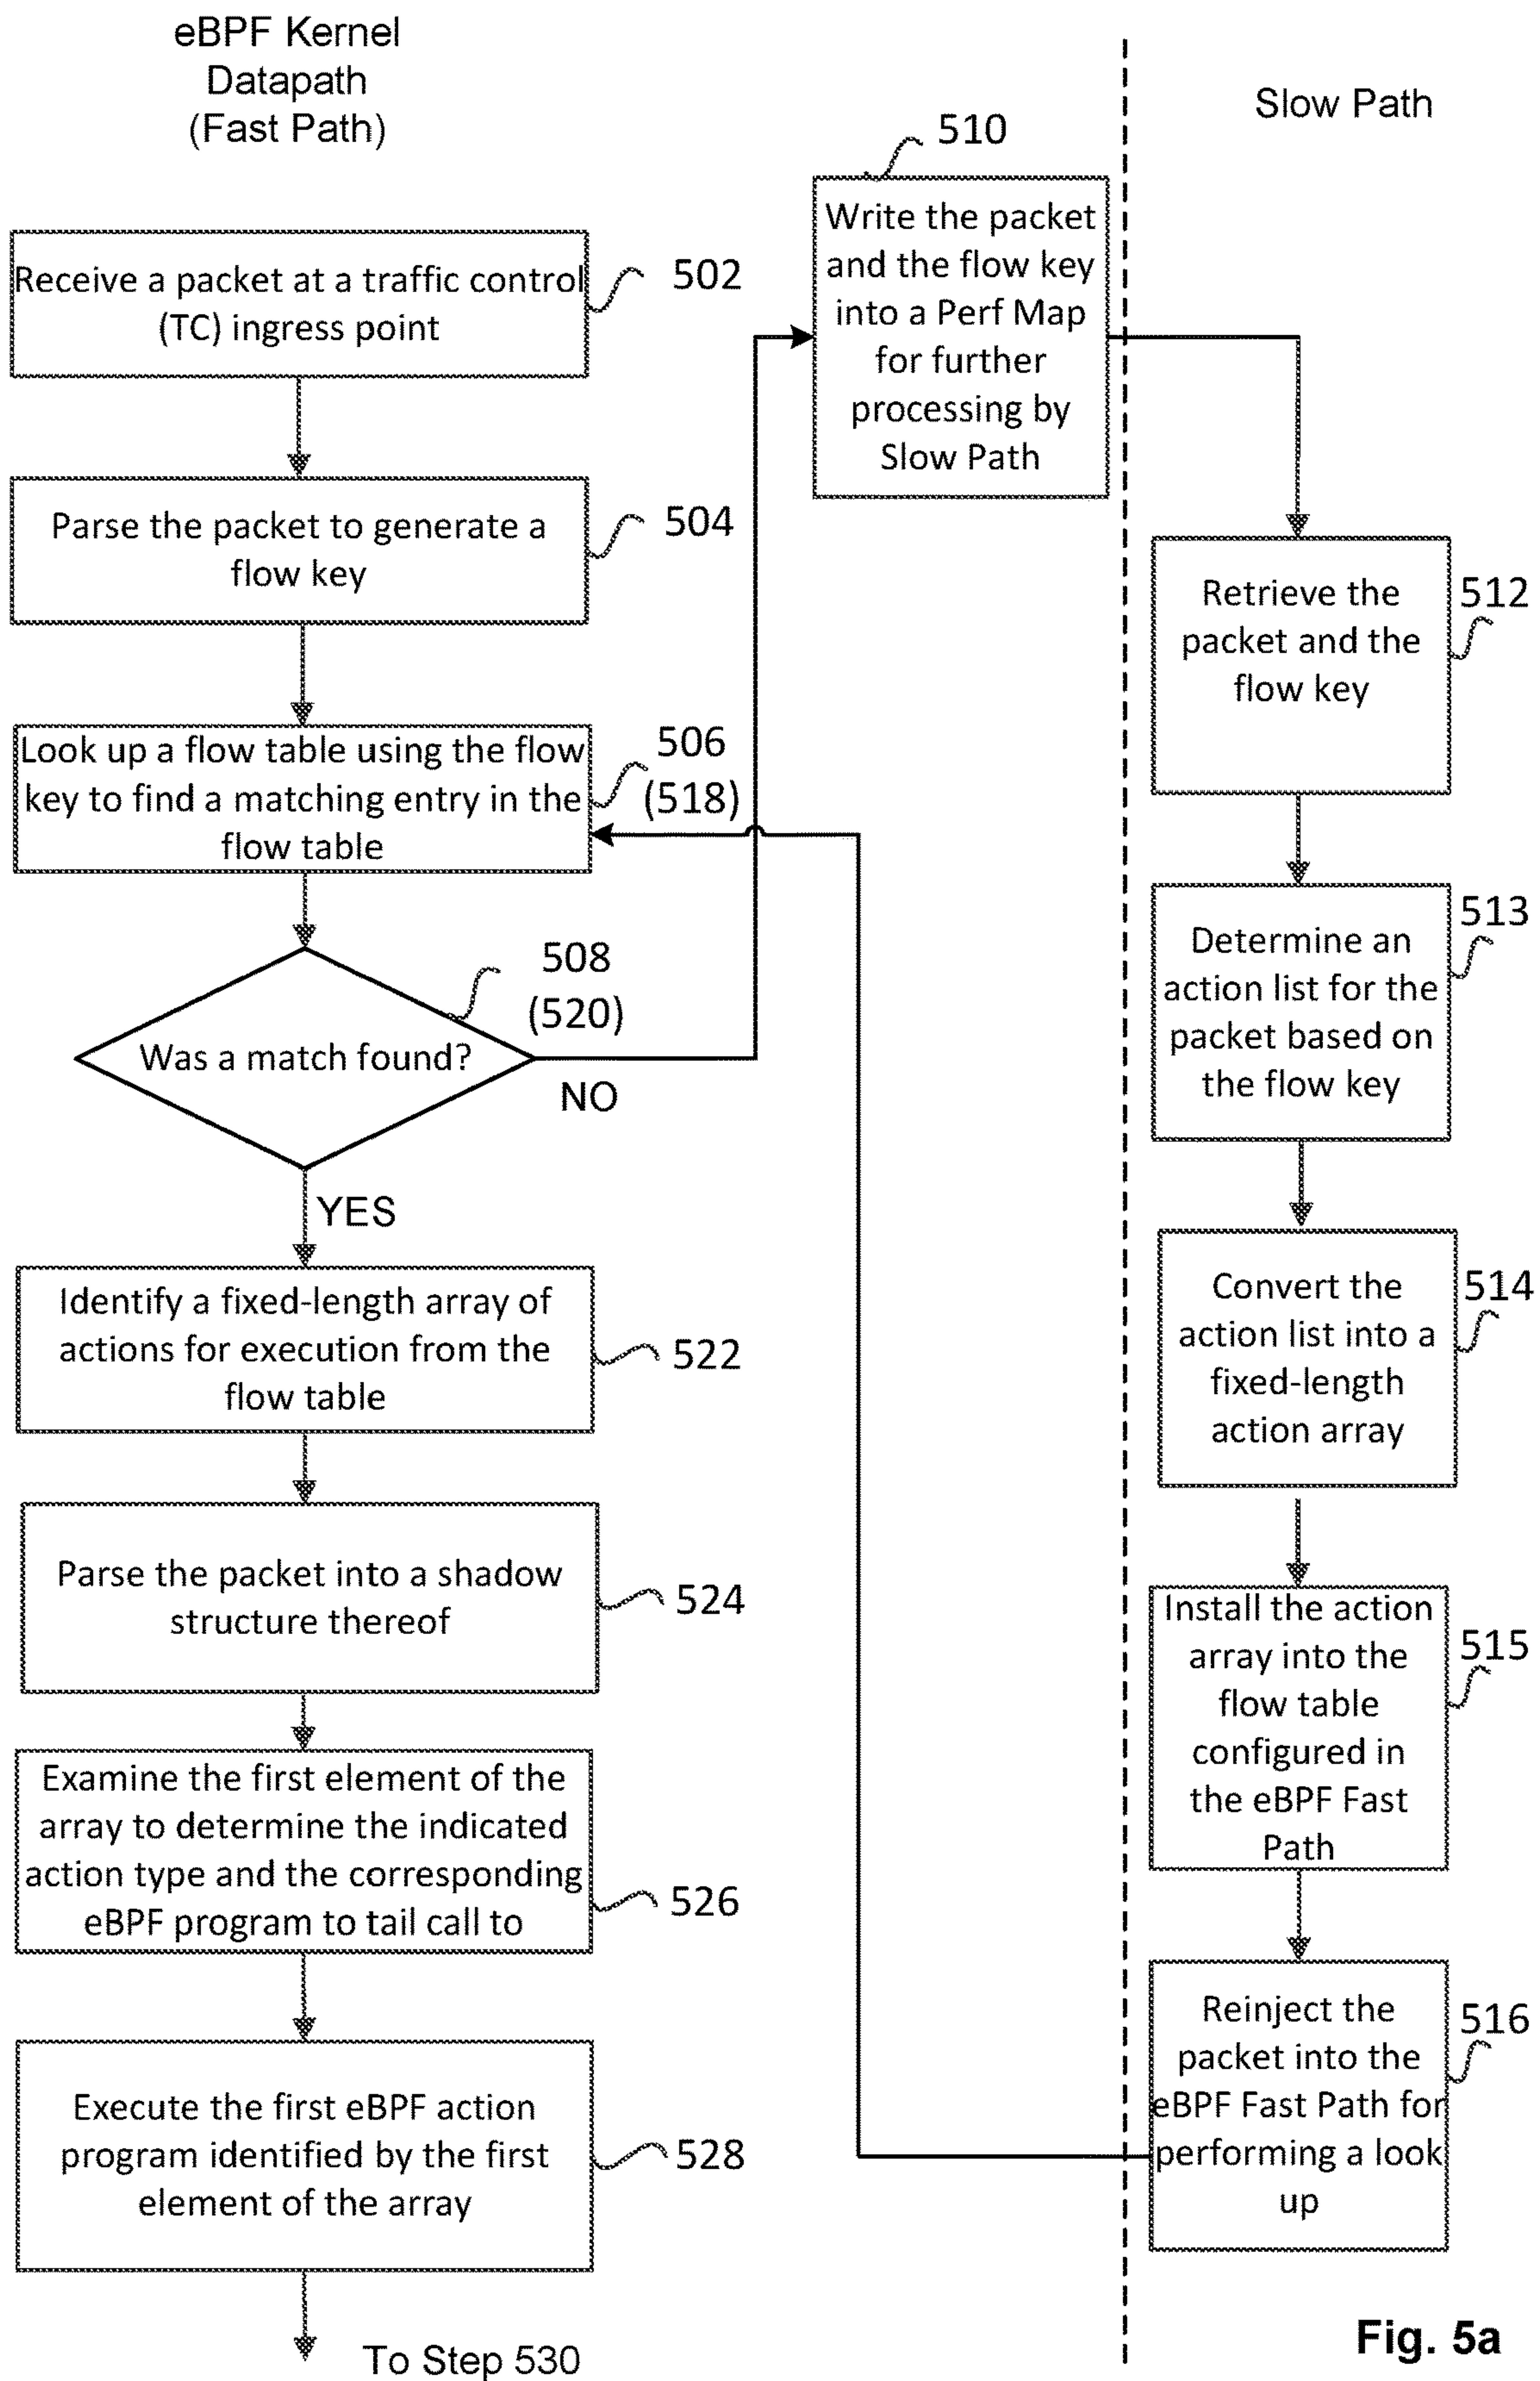 eBPF Kernel
Datapath
(Fast Path)
Slow Path
510
Write the packet
and the flow key
into a Perf Map
for further
processing by
Slow Path
Receive a packet at a traffic control
(TC) ingress point
502
Parse the packet to generate a
flow key
504
Look up a flow table using the flow
key to find a matching entry in the
flow table
506
(518)
508
(520)
Was a match found?
NO
YES
Identify a fixed-length array of
actions for execution from the
flow table
522
Parse the packet into a shadow
structure thereof
524
Examine the first element of the
array to determine the indicated
action type and the corresponding
eBPF program to tail call to
526
Execute the first eBPF action
program identified by the first
element of the array
528
To Step 530
Retrieve the
packet and the
flow key
512
Determine an
action list for the
packet based on
the flow key
513
Convert the
action list into a
fixed-length
action array
514
Install the action
array into the
flow table
configured in
the eBPF Fast
Path
515
Reinject the
packet into the
eBPF Fast Path for
performing a look
up
516
Fig. 5a